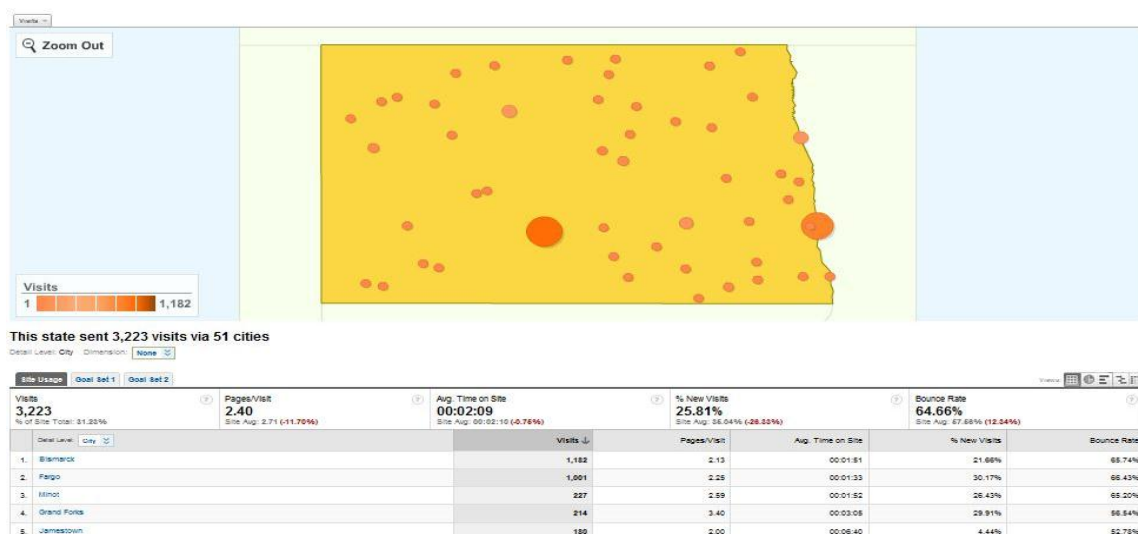 Visits
Zoom Out
Visits
1 1,182
This state sent 3,223 visits via 51 cities
Detail Level: City Dimension: None
Site Usage Goal Set 1 Goal Set 2 Views:
Visits Pages/Visit Avg. Time on Site % New Visits Bounce Rate
3,223 2.40 00:02:09 25.81% 64.66%
% of Site Total: 31.23% Site Avg: 2.71 (-11.70%) Site Avg: 00:02:10 (-0.76%) Site Avg: 35.04% (-26.33%) Site Avg: 57.56% (12.34%)
Detail Level: City Visits Pages/Visit Avg. Time on Site % New Visits Bounce Rate
1. Bismarck 1,182 2.13 00:01:51 21.66% 65.74%
2. Fargo 1,001 2.25 00:01:33 30.17% 66.43%
3. Minot 227 2.59 00:01:52 26.43% 65.20%
4. Grand Forks 214 3.40 00:03:05 29.91% 56.54%
5. Jamestown 180 2.00 00:06:40 4.44% 52.78%